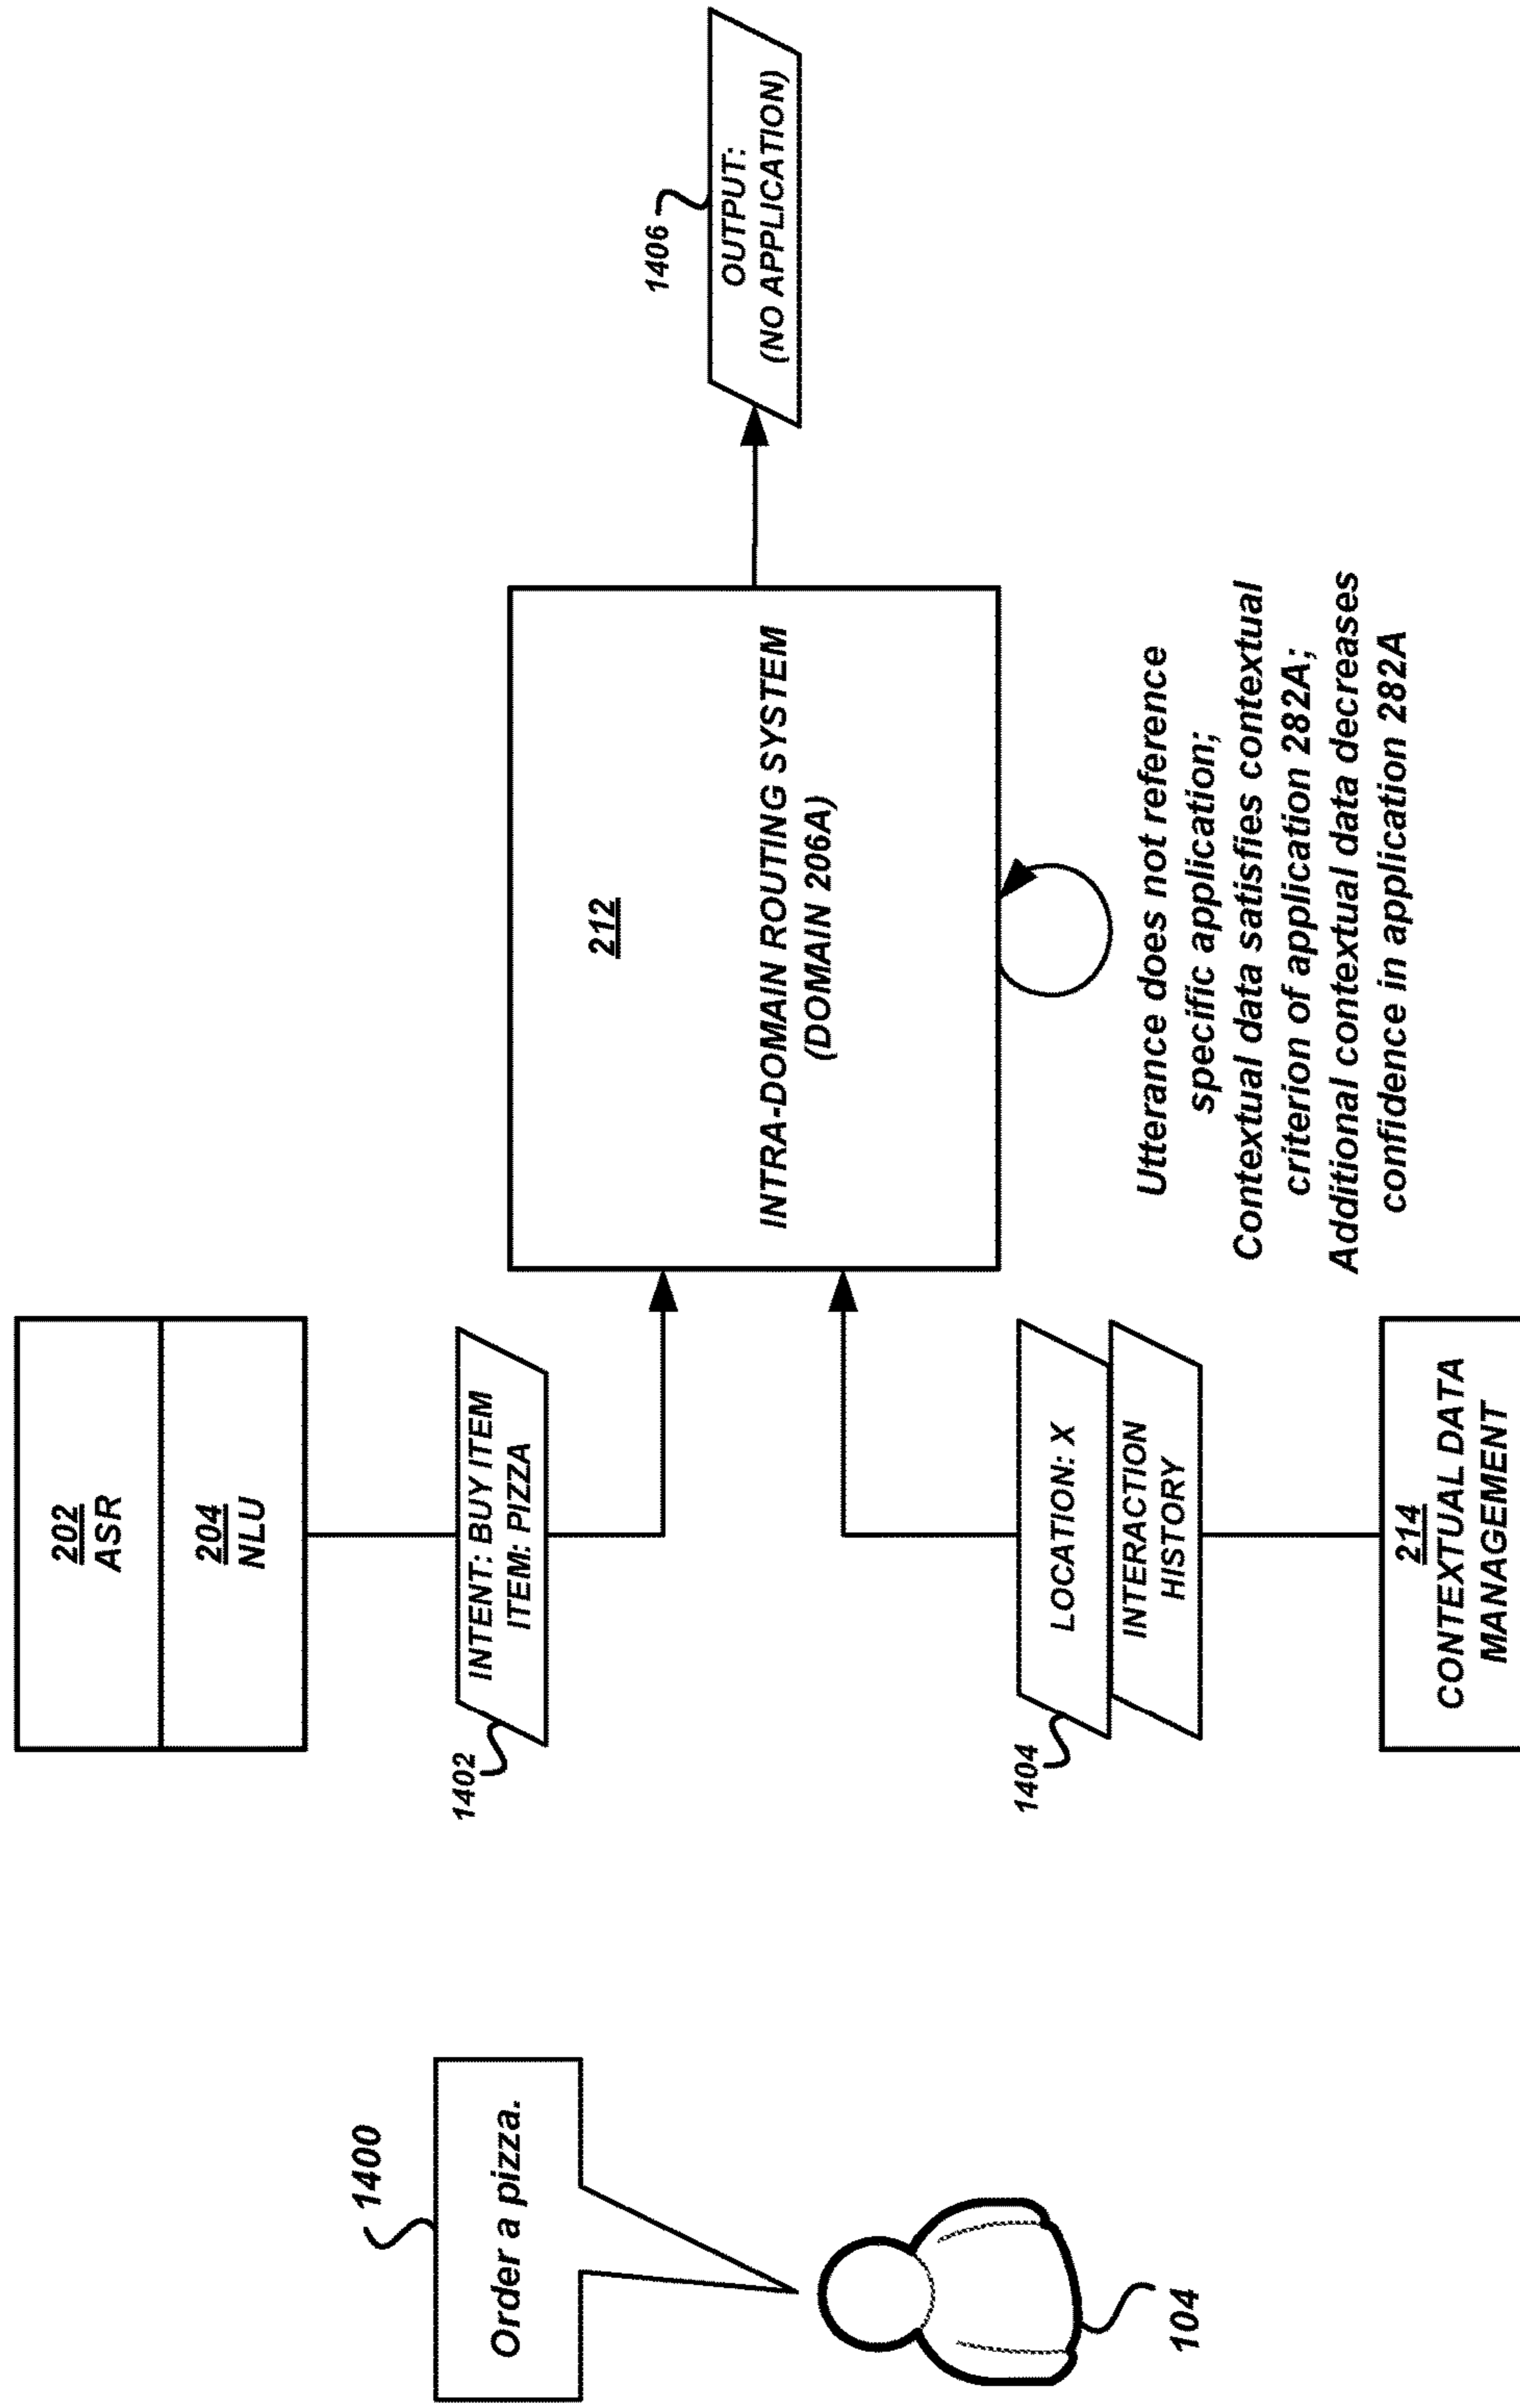 1400
Order a pizza.
104
202
ASR
204
NLU
1402
INTENT: BUY ITEM
ITEM: PIZZA
1404
LOCATION: X
INTERACTION
HISTORY
214
CONTEXTUAL DATA
MANAGEMENT
212
INTRA-DOMAIN ROUTING SYSTEM
(DOMAIN 206A)
Utterance does not reference
specific application;
Contextual data satisfies contextual
criterion of application 282A;
Additional contextual data decreases
confidence in application 282A
1406
OUTPUT:
(NO APPLICATION)